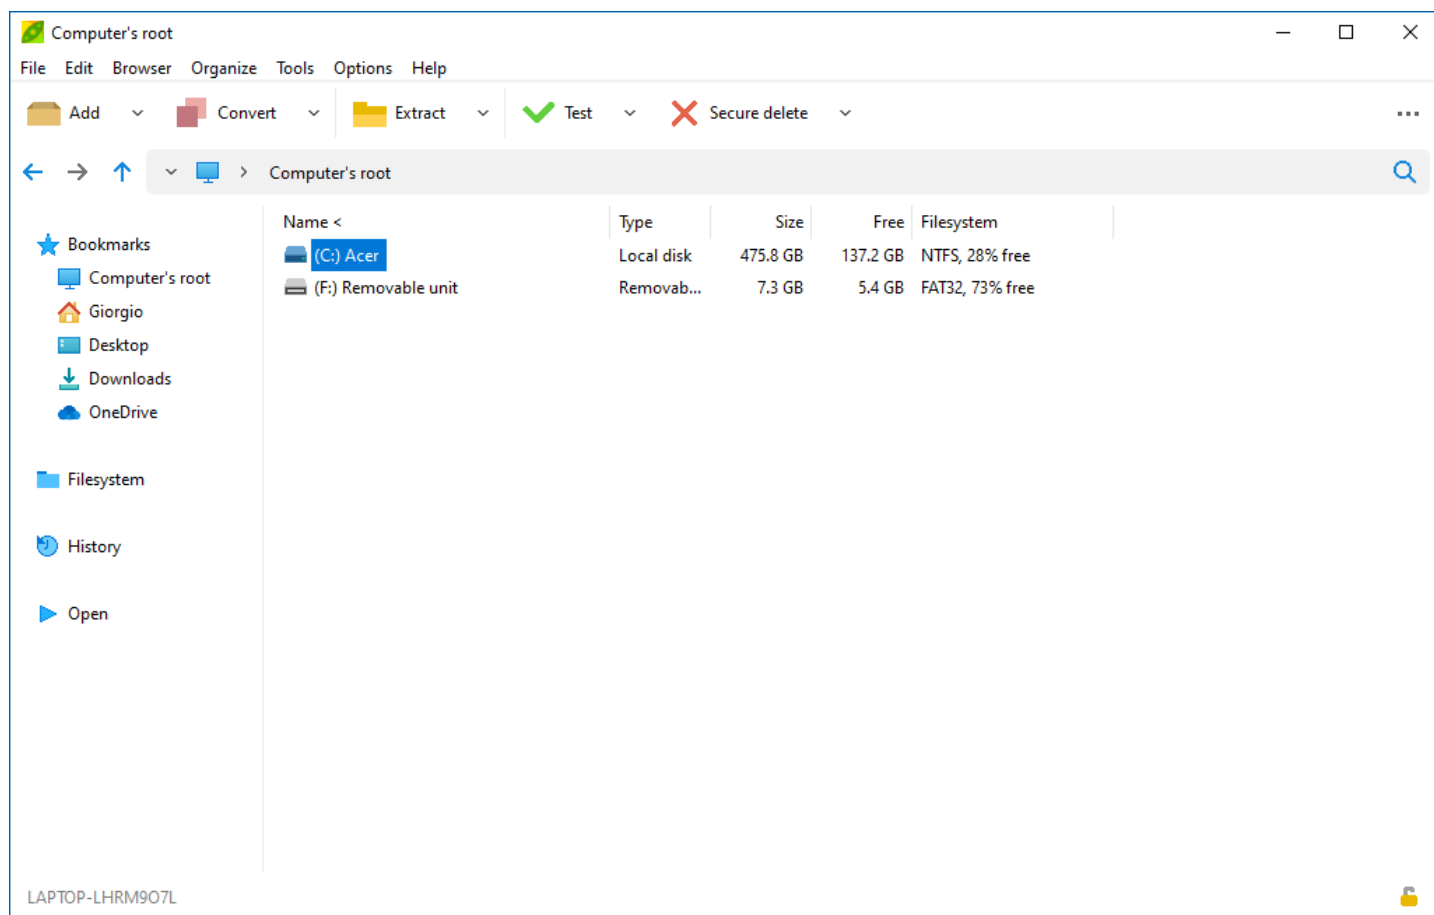 Computer's root
File Edit Browser Organize Tools Options Help
Add Convert Extract Test Secure delete
Computer's root
Name < Type Size Free Filesystem
(C:) Acer Local disk 475.8 GB 137.2 GB NTFS, 28% free
(F:) Removable unit Removab... 7.3 GB 5.4 GB FAT32, 73% free
Bookmarks
Computer's root
Giorgio
Desktop
Downloads
OneDrive
Filesystem
History
Open
LAPTOP-LHRM9O7L